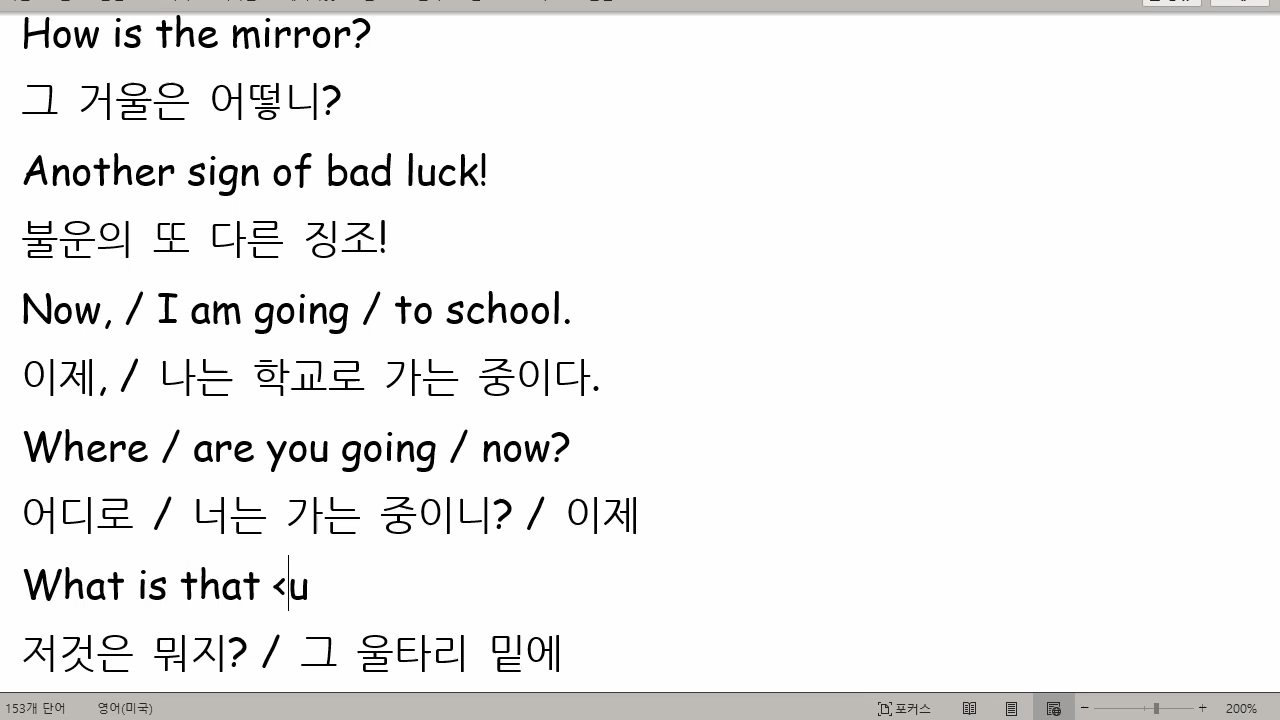 How is the mirror?
그 거울은 어떻니?
Another sign of bad luck!
불운의 또 다른 징조!
Now, / I am going / to school.
이제, / 나는 학교로 가는 중이다.
Where / are you going / now?
어디로 / 너는 가는 중이니? / 이제
What is that <u
저것은 뭐지? / 그 울타리 밑에
153개 단어 영어(미국) 포커스 200%